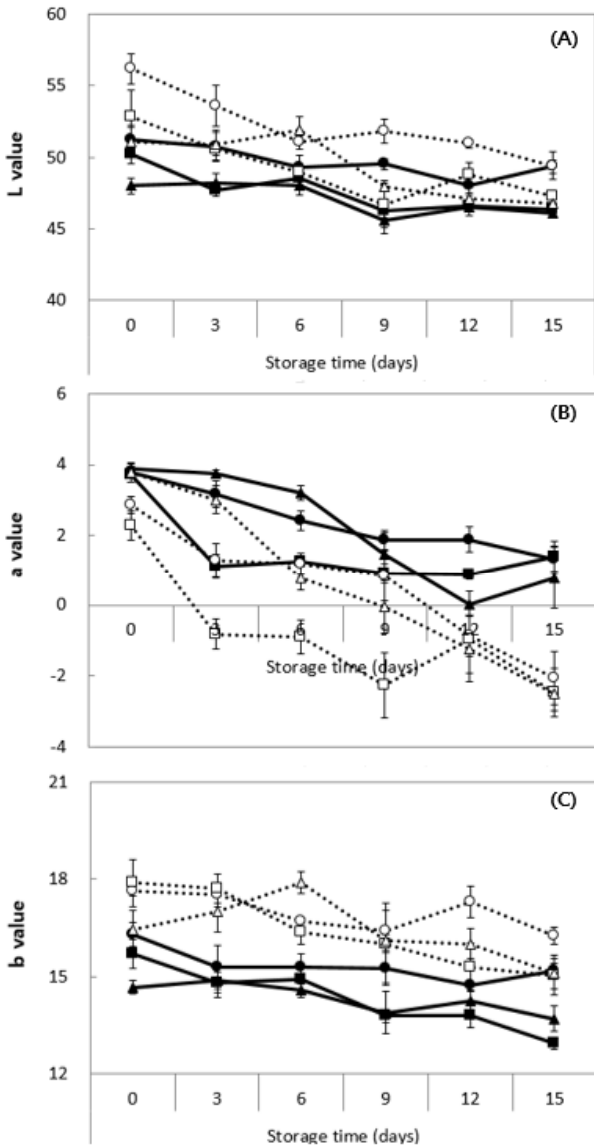 (A)
60
55
50
45
40
L value
0 3 6 9 12 15
Storage time (days)
(B)
6
4
2
0
-2
-4
a value
0 3 6 9 12 15
Storage time (days)
(C)
21
18
15
12
b value
0 3 6 9 12 15
Storage time (days)